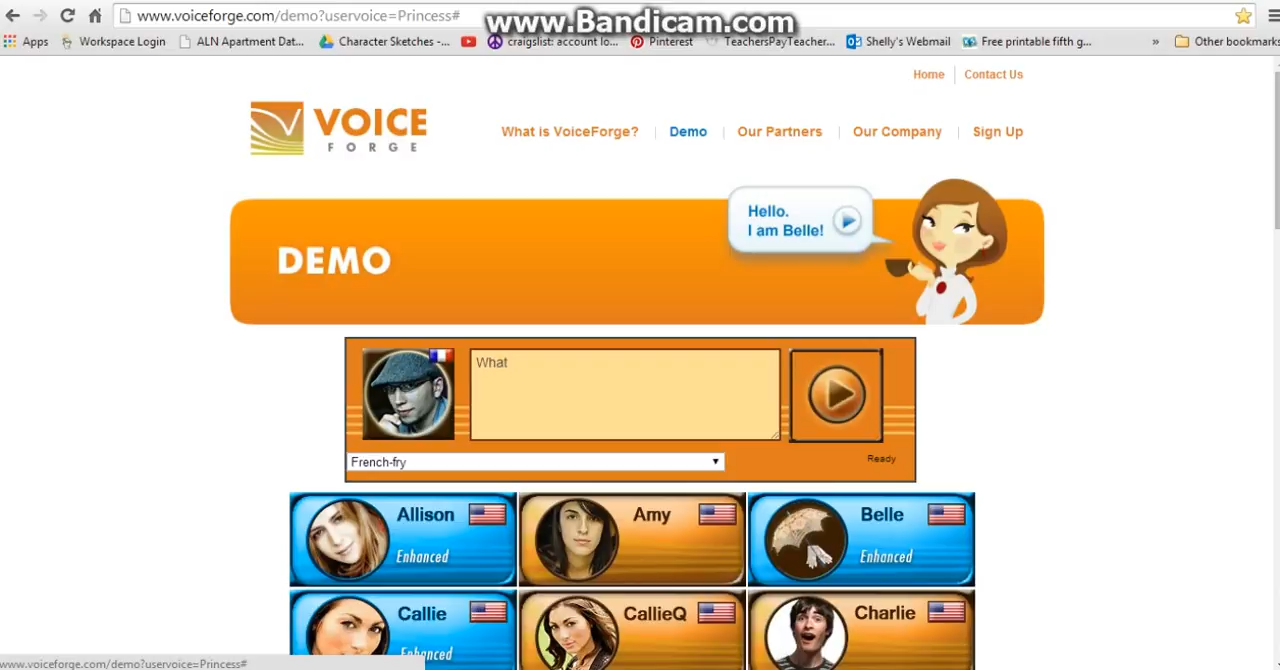 www.voiceforge.com/demo?uservoice=Princess#
www.Bandicam.com
Apps Workspace Login ALN Apartment Dat... Character Sketches -... craigslist: account lo... Pinterest TeachersPayTeacher... Shelly's Webmail Free printable fifth g... » Other bookmarks
Home Contact Us
VOICE
FORGE
What is VoiceForge? Demo Our Partners Our Company Sign Up
Hello.
I am Belle!
DEMO
What
French-fry
Ready
Allison Amy Belle
Enhanced Enhanced
Callie CallieQ Charlie
Enhanced
www.voiceforge.com/demo?uservoice=Princess#